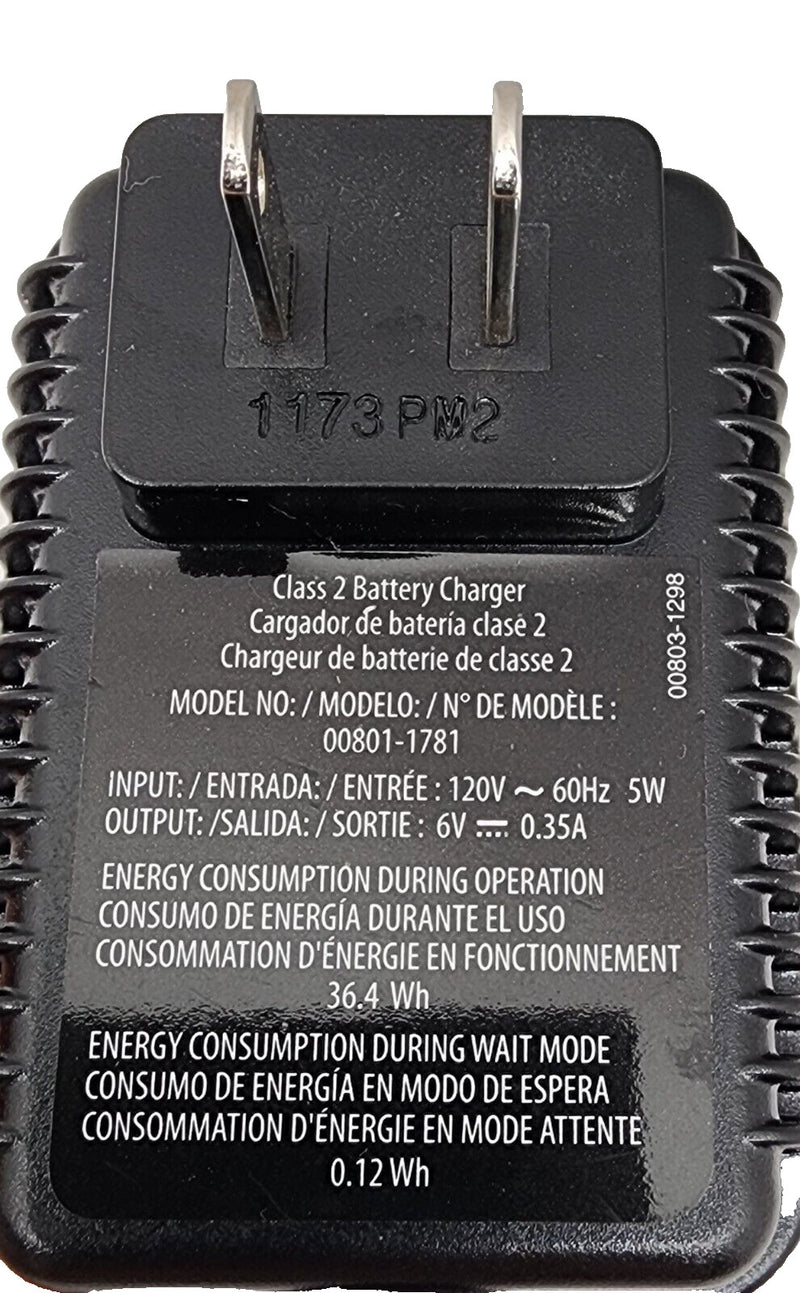 1173PM2
Class 2 Battery Charger
Cargador de batería clase 2
Chargeur de batterie de classe 2
00803-1298
MODEL NO: / MODELO: / N° DE MODÈLE :
00801-1781
INPUT: / ENTRADA: / ENTRÉE : 120V ~ 60Hz 5W
OUTPUT: /SALIDA: / SORTIE : 6V ⎓ 0.35A
ENERGY CONSUMPTION DURING OPERATION
CONSUMO DE ENERGÍA DURANTE EL USO
CONSOMMATION D'ÉNERGIE EN FONCTIONNEMENT
36.4 Wh
ENERGY CONSUMPTION DURING WAIT MODE
CONSUMO DE ENERGÍA EN MODO DE ESPERA
CONSOMMATION D'ÉNERGIE EN MODE ATTENTE
0.12 Wh